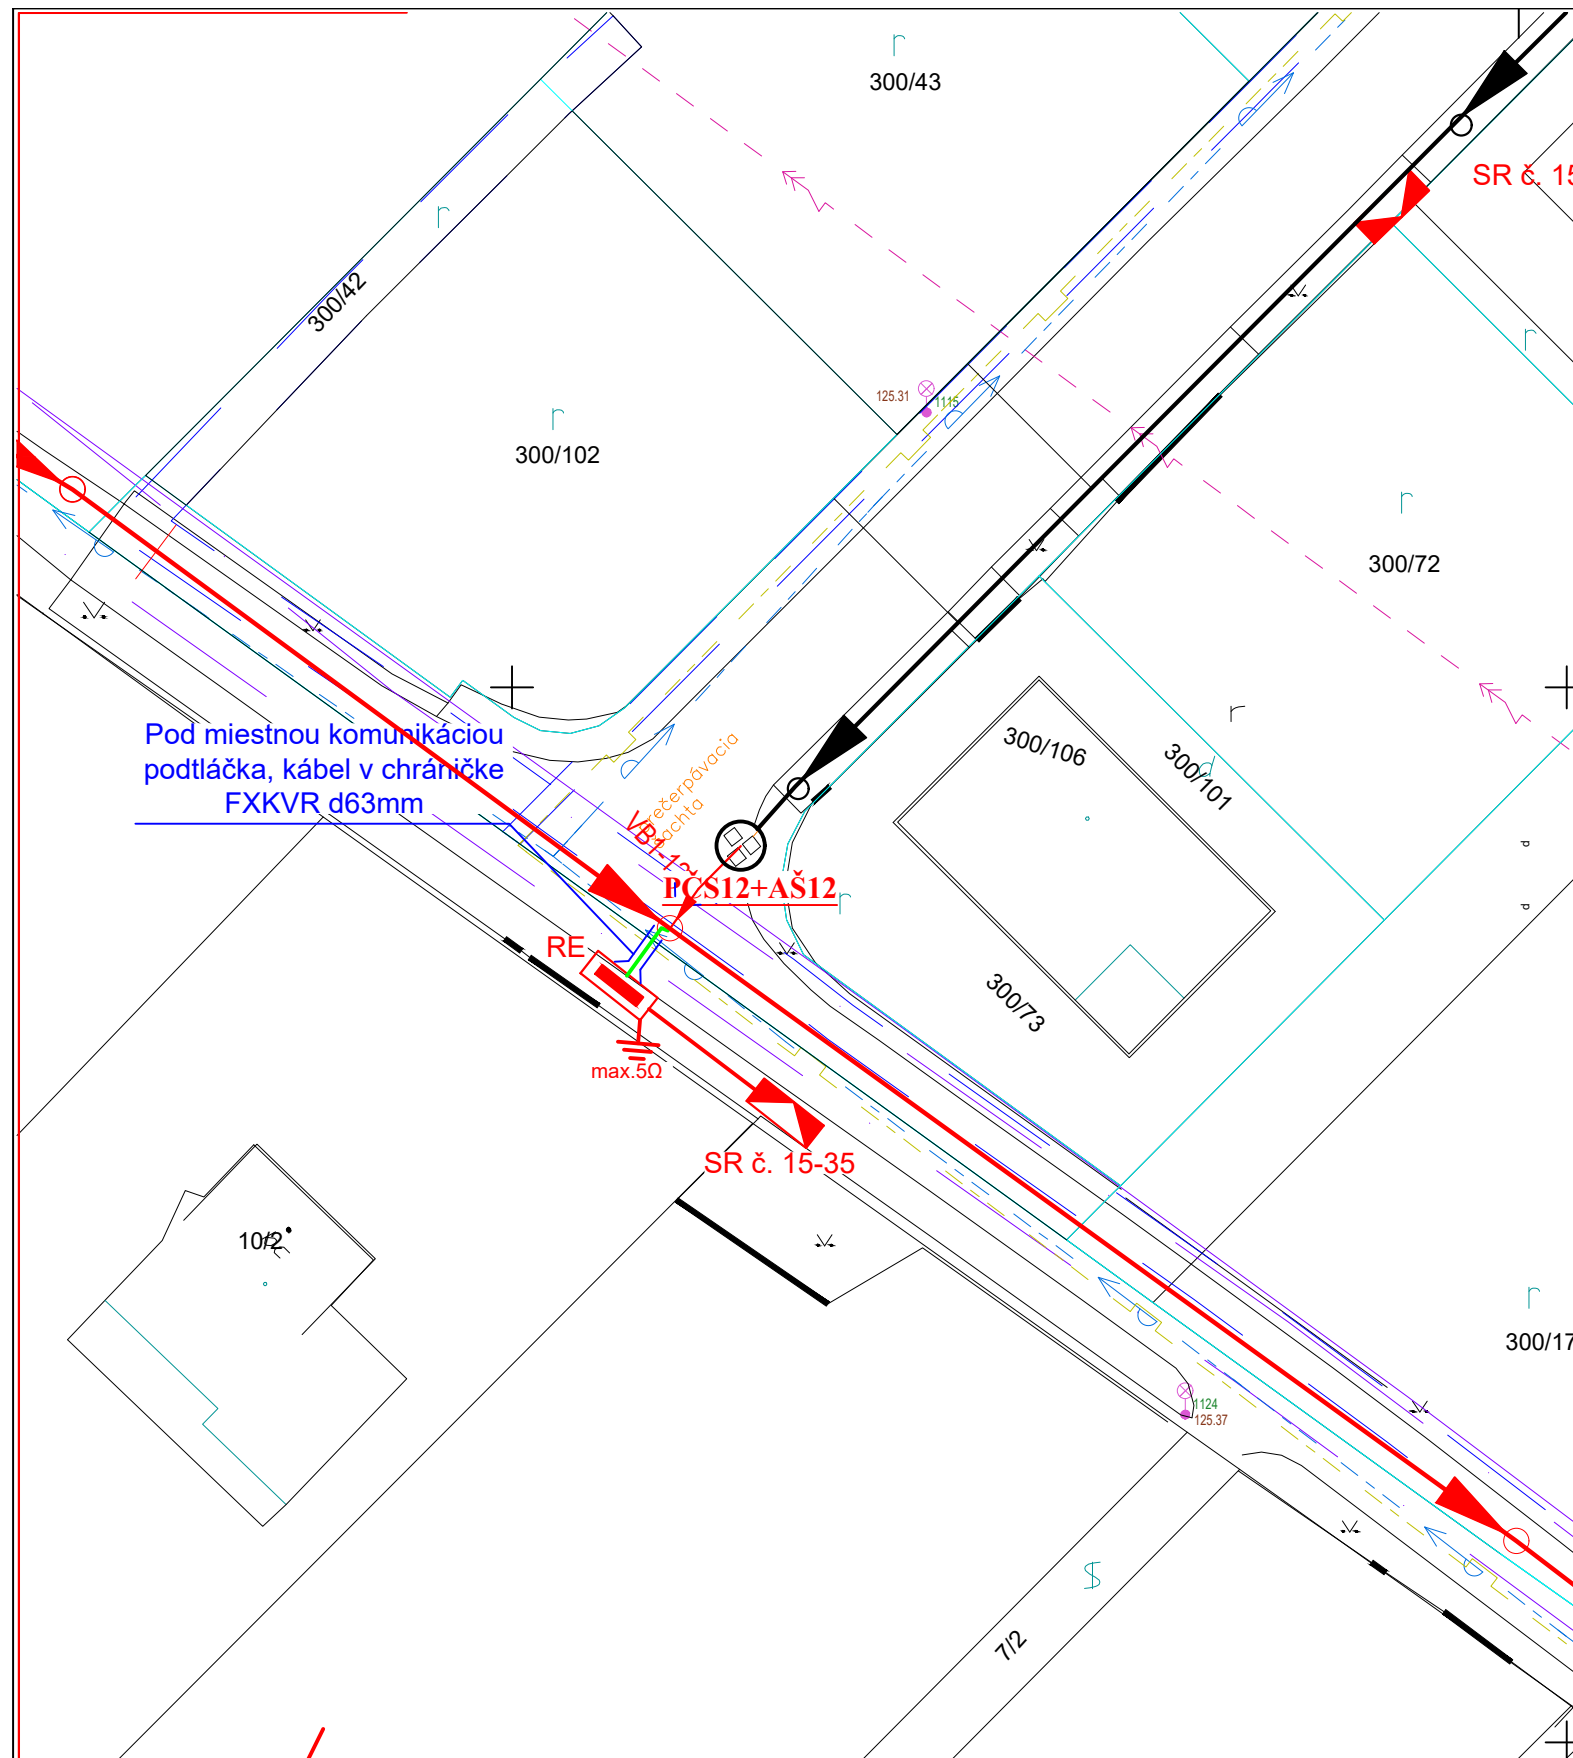 300/43
SR č. 15
300/42
125.31
1115
300/102
300/72
Pod miestnou komunikáciou
podtláčka, kábel v chráničke
FXKVR d63mm
300/106
300/101
šachta
PČS12+AŠ12
RE
300/73
max.5Ω
SR č. 15-35
10/2
300/17
1124
125.37
7/2